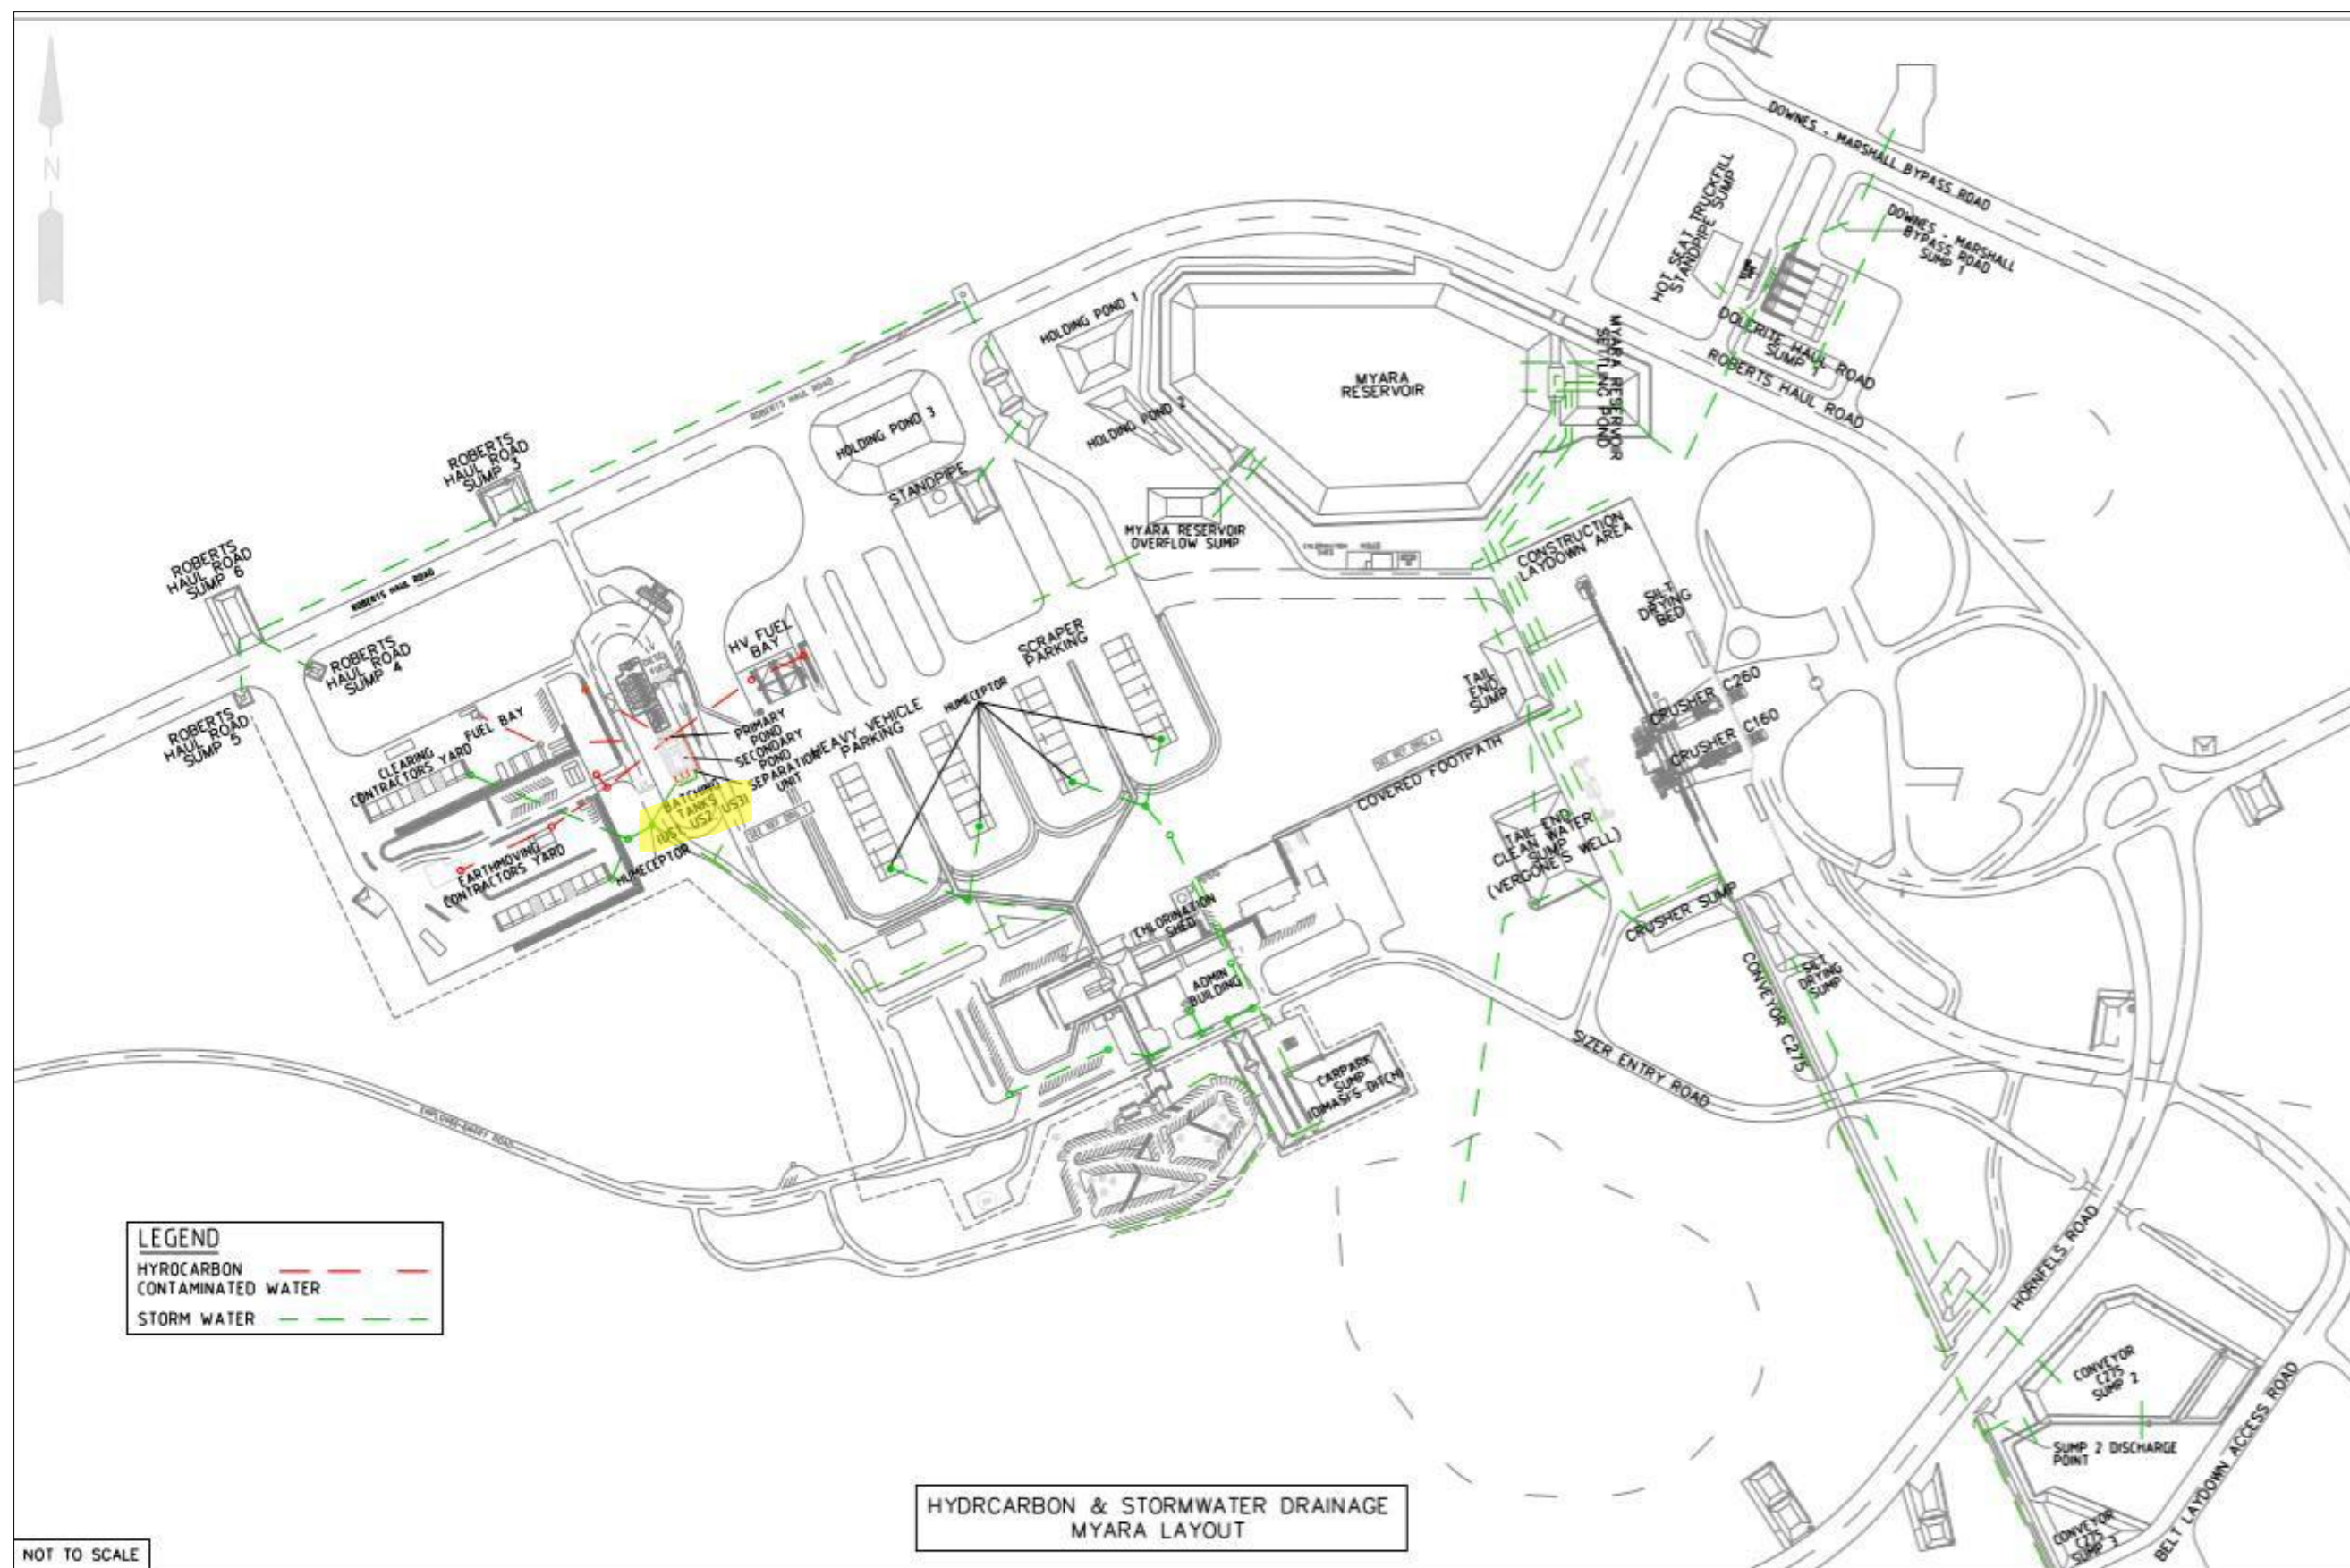 N
DOWNES - MARSHALL BYPASS ROAD
HOT SEAT TRUCKFILL
STANDPIPE SUMP
DOWNES - MARSHALL
BYPASS ROAD
SUMP 1
DOLERITE HAUL ROAD
SUMP 1
ROBERTS HAUL ROAD
HOLDING POND 1
HOLDING POND 2
HOLDING POND 3
MYARA
RESERVOIR
MYARA RESERVOIR
SETTLING POND
ROBERTS HAUL ROAD
STANDPIPE
MYARA RESERVOIR
OVERFLOW SUMP
ROBERTS
HAUL ROAD
SUMP 3
ROBERTS
HAUL ROAD
SUMP 6
ROBERTS HAUL ROAD
ROBERTS
HAUL ROAD
SUMP 4
ROBERTS
HAUL ROAD
SUMP 5
CONSTRUCTION
LAYDOWN AREA
SILT
DRYING
BED
HV FUEL
BAY
SCRAPER
PARKING
HUMECEPTOR
TAIL
END
SUMP
CRUSHER C260
CRUSHER C160
FUEL BAY
CLEARING
CONTRACTORS YARD
PRIMARY
POND
SECONDARY
POND
SEPARATION
UNIT
HEAVY VEHICLE
PARKING
BATCHING
TANKS
(US1, US2, US3)
COVERED FOOTPATH
EARTHMOVING
CONTRACTORS YARD
HUMECEPTOR
TAIL END
CLEAN WATER
SUMP
(VERGONE'S WELL)
CRUSHER SUMP
CHLORINATION
SHED
ADMIN
BUILDING
SILT
DRYING
SUMP
CONVEYOR C275
SIZER ENTRY ROAD
CARPARK
SUMP
(DIMASI'S DITCH)
EMPLOYEE ENTRY ROAD
HORNFELS ROAD
CONVEYOR
C275
SUMP 2
SUMP 2 DISCHARGE
POINT
CONVEYOR
C275
SUMP 3
BELT LAYDOWN ACCESS ROAD
LEGEND
HYROCARBON
CONTAMINATED WATER
STORM WATER
HYDRCARBON & STORMWATER DRAINAGE
MYARA LAYOUT
NOT TO SCALE